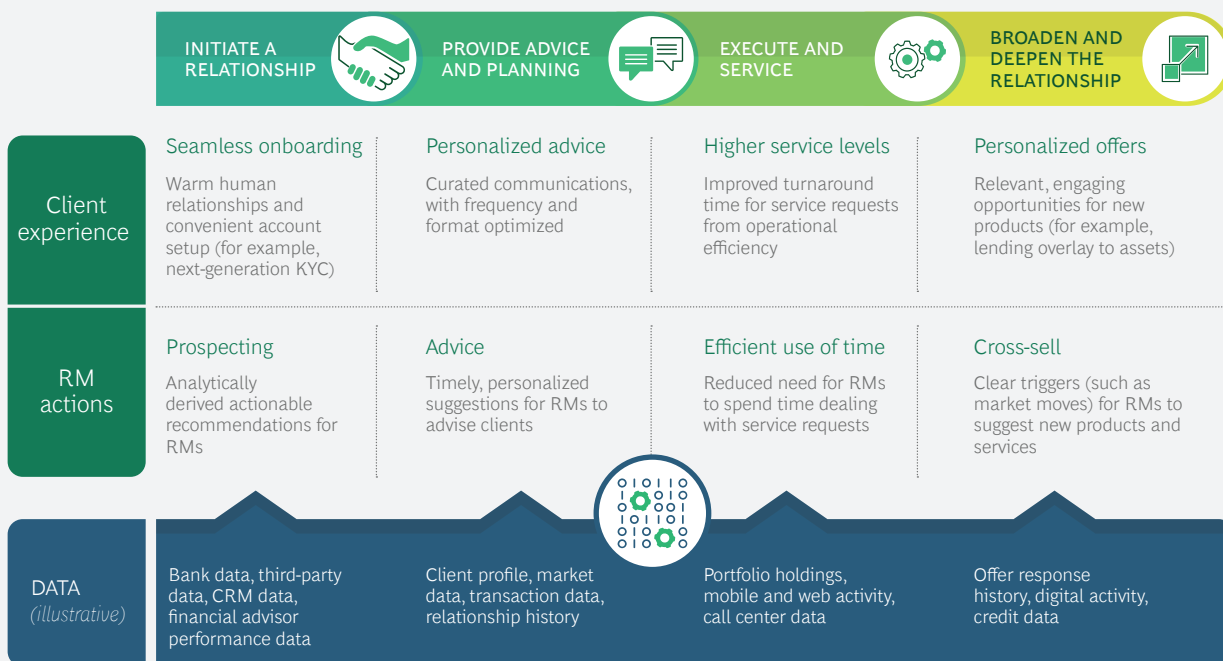 INITIATE A
RELATIONSHIP
PROVIDE ADVICE
AND PLANNING
EXECUTE AND
SERVICE
BROADEN AND
DEEPEN THE
RELATIONSHIP
Client
experience
Seamless onboarding
Warm human
relationships and
convenient account
setup (for example,
next-generation KYC)
Personalized advice
Curated communications,
with frequency and
format optimized
Higher service levels
Improved turnaround
time for service requests
from operational
efficiency
Personalized offers
Relevant, engaging
opportunities for new
products (for example,
lending overlay to assets)
RM
actions
Prospecting
Analytically
derived actionable
recommendations for
RMs
Advice
Timely, personalized
suggestions for RMs to
advise clients
Efficient use of time
Reduced need for RMs
to spend time dealing
with service requests
Cross-sell
Clear triggers (such as
market moves) for RMs to
suggest new products and
services
DATA
(illustrative)
Bank data, third-party
data, CRM data,
financial advisor
performance data
Client profile, market
data, transaction data,
relationship history
Portfolio holdings,
mobile and web activity,
call center data
Offer response
history, digital activity,
credit data